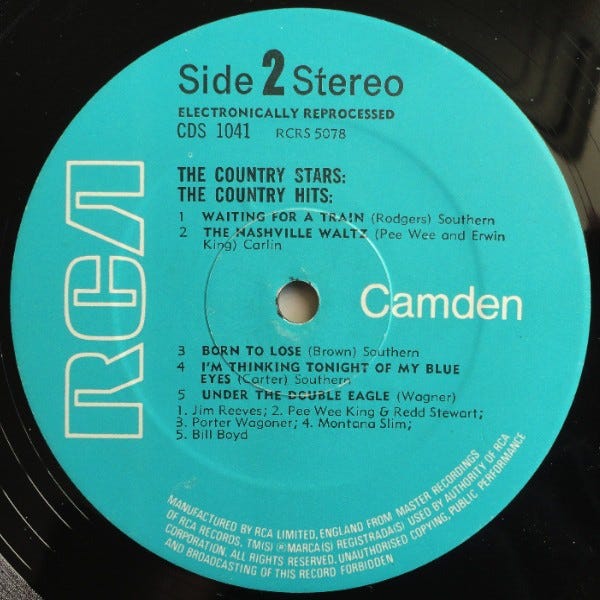 Side 2 Stereo
ELECTRONICALLY REPROCESSED
CDS 1041 RCRS 5078
THE COUNTRY STARS:
THE COUNTRY HITS:
1 WAITING FOR A TRAIN (Rodgers) Southern
2 THE NASHVILLE WALTZ (Pee Wee and Erwin
King) Carlin
RCA
Camden
3 BORN TO LOSE (Brown) Southern
4 I'M THINKING TONIGHT OF MY BLUE
EYES (Carter) Southern
5 UNDER THE DOUBLE EAGLE (Wagner)
1. Jim Reeves; 2. Pee Wee King & Redd Stewart;
3. Porter Wagoner; 4. Montana Slim;
5. Bill Boyd
MANUFACTURED BY RCA LIMITED, ENGLAND FROM MASTER RECORDINGS
OF RCA RECORDS. TM(S) ® MARCA(S) REGISTRADA(S) USED BY AUTHORITY OF RCA
CORPORATION. ALL RIGHTS RESERVED. UNAUTHORISED COPYING, PUBLIC PERFORMANCE
AND BROADCASTING OF THIS RECORD FORBIDDEN